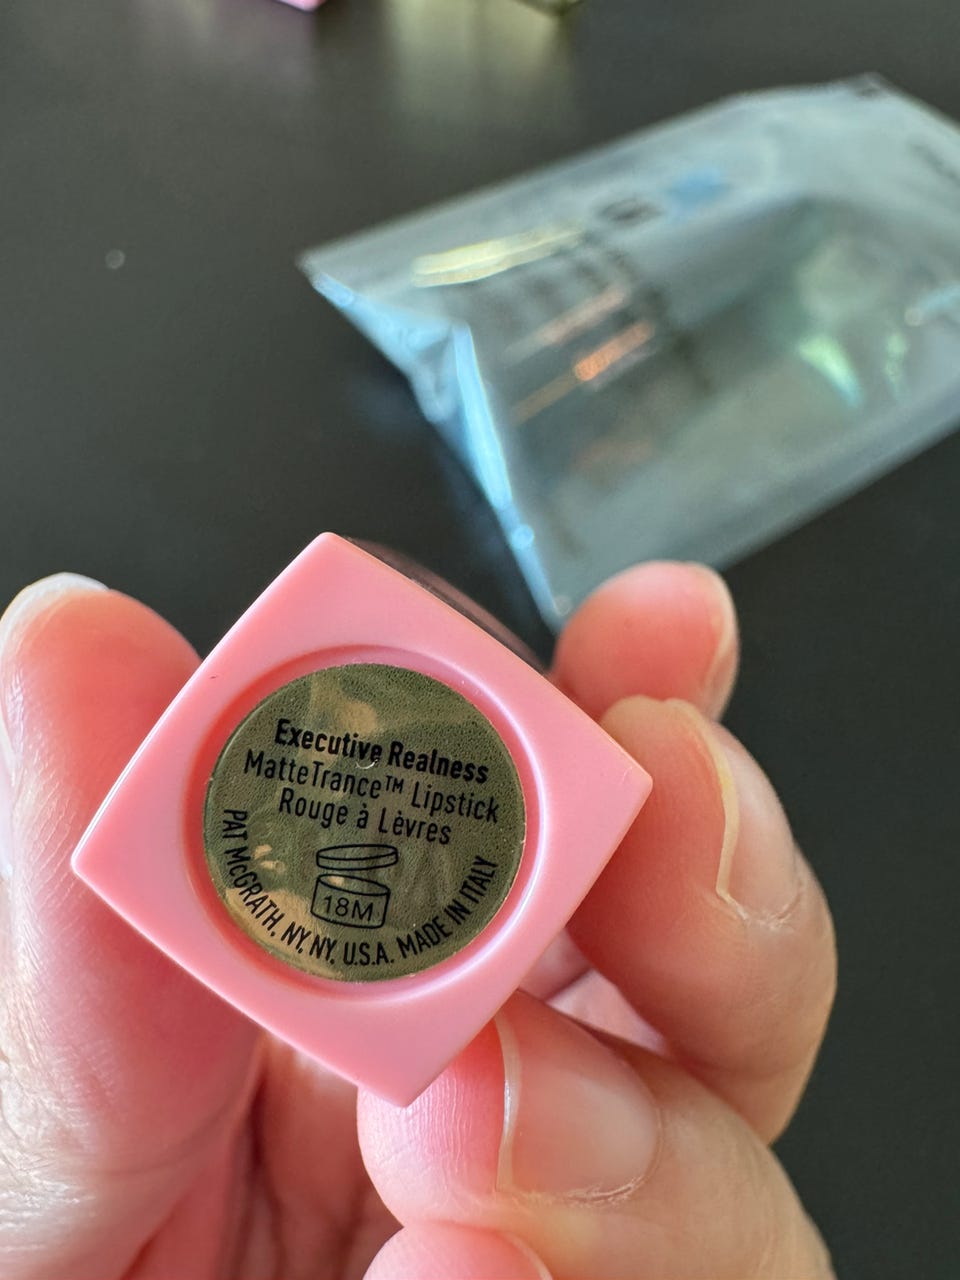 Executive Realness
MatteTrance™ Lipstick
Rouge à Lèvres
18M
PAT McGRATH, NY, NY, U.S.A. MADE IN ITALY